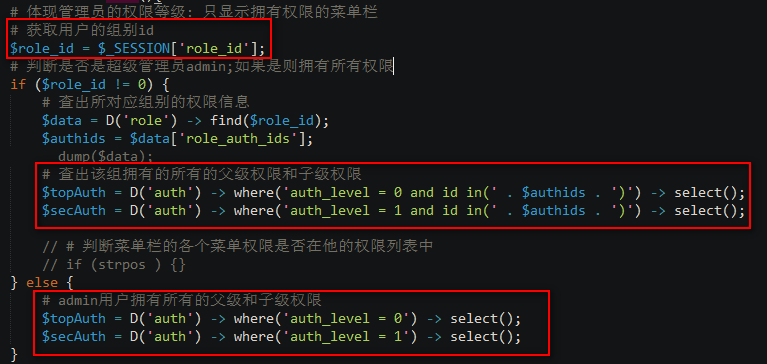 # 体现管理员的权限等级: 只显示拥有权限的菜单栏
# 获取用户的组别id
$role_id = $_SESSION['role_id'];
# 判断是否是超级管理员admin;如果是则拥有所有权限
if ($role_id != 0) {
# 查出所对应组别的权限信息
$data = D('role') -> find($role_id);
$authids = $data['role_auth_ids'];
dump($data);
# 查出该组拥有的所有的父级权限和子级权限
$topAuth = D('auth') -> where('auth_level = 0 and id in(' . $authids . ')') -> select();
$secAuth = D('auth') -> where('auth_level = 1 and id in(' . $authids . ')') -> select();
// # 判断菜单栏的各个菜单权限是否在他的权限列表中
// if (strpos ) {}
} else {
# admin用户拥有所有的父级和子级权限
$topAuth = D('auth') -> where('auth_level = 0') -> select();
$secAuth = D('auth') -> where('auth_level = 1') -> select();
}